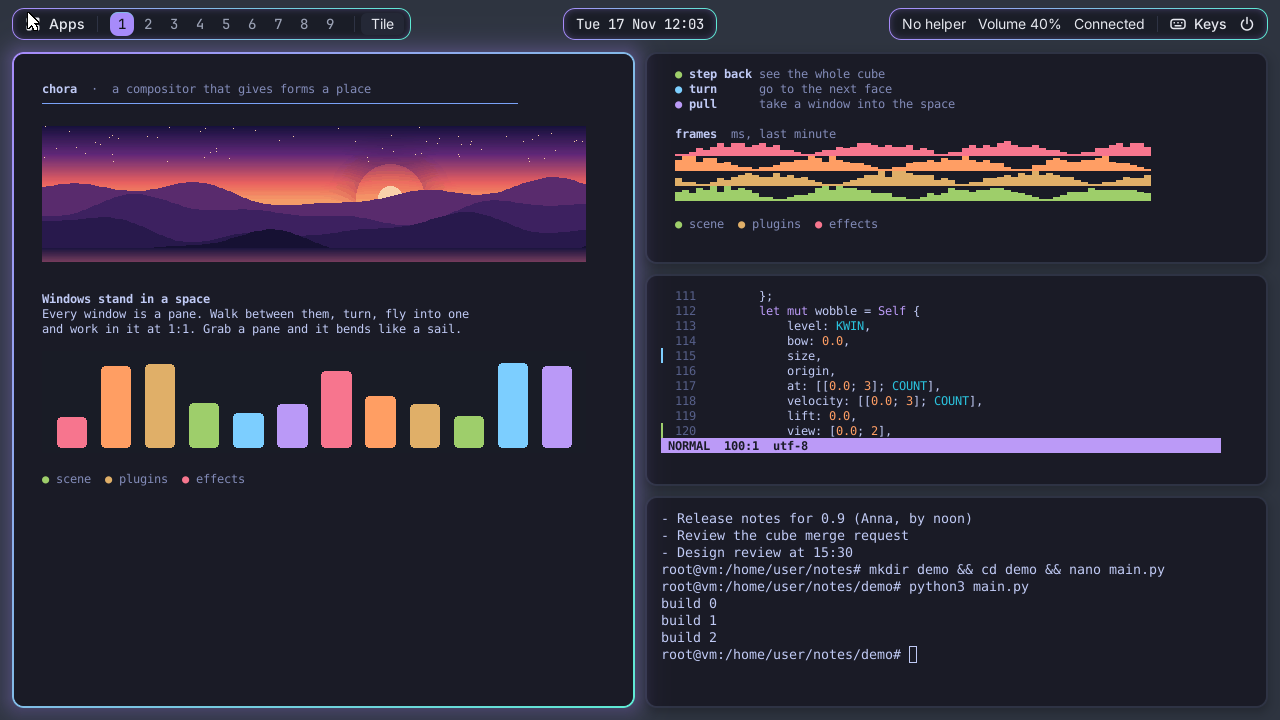 Apps 1 2 3 4 5 6 7 8 9 Tile
Tue 17 Nov 12:03
No helper Volume 40% Connected Keys
chora · a compositor that gives forms a place
Windows stand in a space
Every window is a pane. Walk between them, turn, fly into one
and work in it at 1:1. Grab a pane and it bends like a sail.
scene plugins effects
step back see the whole cube
turn go to the next face
pull take a window into the space
frames ms, last minute
scene plugins effects
111 };
112 let mut wobble = Self {
113 level: KWIN,
114 bow: 0.0,
115 size,
116 origin,
117 at: [[0.0; 3]; COUNT],
118 velocity: [[0.0; 3]; COUNT],
119 lift: 0.0,
120 view: [0.0; 2],
NORMAL 100:1 utf-8
- Release notes for 0.9 (Anna, by noon)
- Review the cube merge request
- Design review at 15:30
root@vm:/home/user/notes# mkdir demo && cd demo && nano main.py
root@vm:/home/user/notes/demo# python3 main.py
build 0
build 1
build 2
root@vm:/home/user/notes/demo#